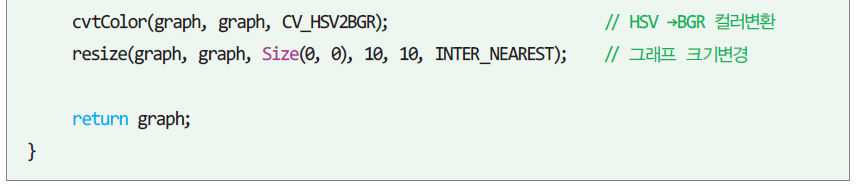 cvtColor(graph, graph, CV_HSV2BGR); // HSV →BGR 컬러변환
resize(graph, graph, Size(0, 0), 10, 10, INTER_NEAREST); // 그래프 크기변경
return graph;
}